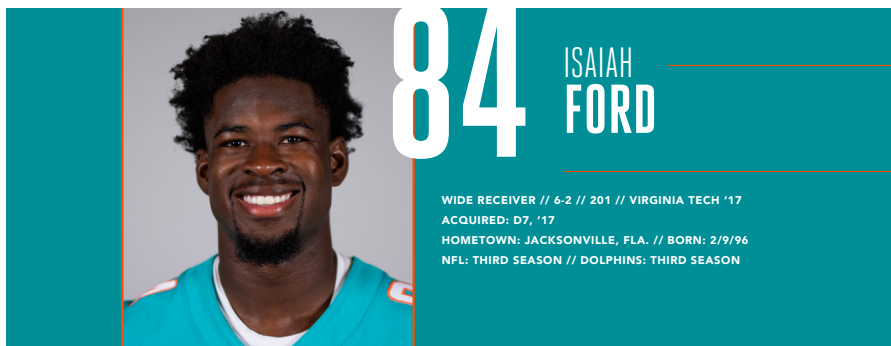 84
ISAIAH
FORD
WIDE RECEIVER // 6-2 // 201 // VIRGINIA TECH ’17
ACQUIRED: D7, ’17
HOMETOWN: JACKSONVILLE, FLA. // BORN: 2/9/96
NFL: THIRD SEASON // DOLPHINS: THIRD SEASON